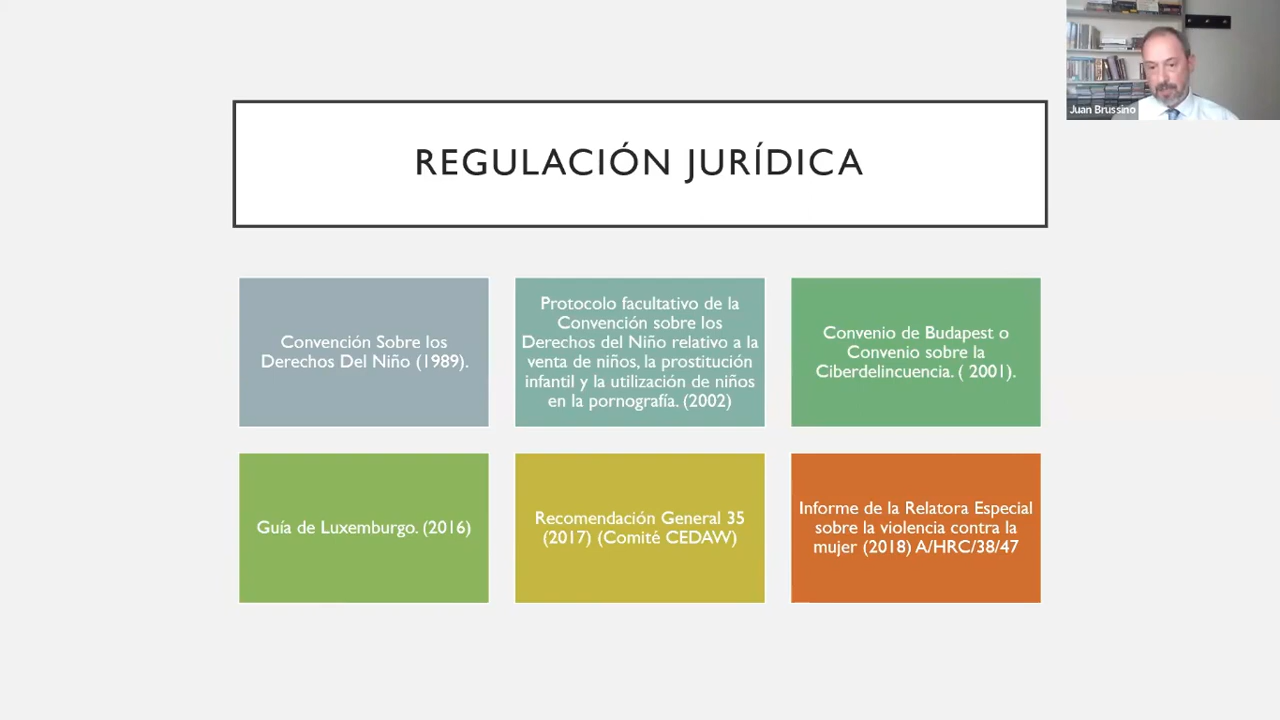 Juan Brussino
REGULACIÓN JURÍDICA
Convención Sobre los
Derechos Del Niño (1989).
Protocolo facultativo de la
Convención sobre los
Derechos del Niño relativo a la
venta de niños, la prostitución
infantil y la utilización de niños
en la pornografía. (2002)
Convenio de Budapest o
Convenio sobre la
Ciberdelincuencia. ( 2001).
Guía de Luxemburgo. (2016)
Recomendación General 35
(2017) (Comité CEDAW)
Informe de la Relatora Especial
sobre la violencia contra la
mujer (2018) A/HRC/38/47